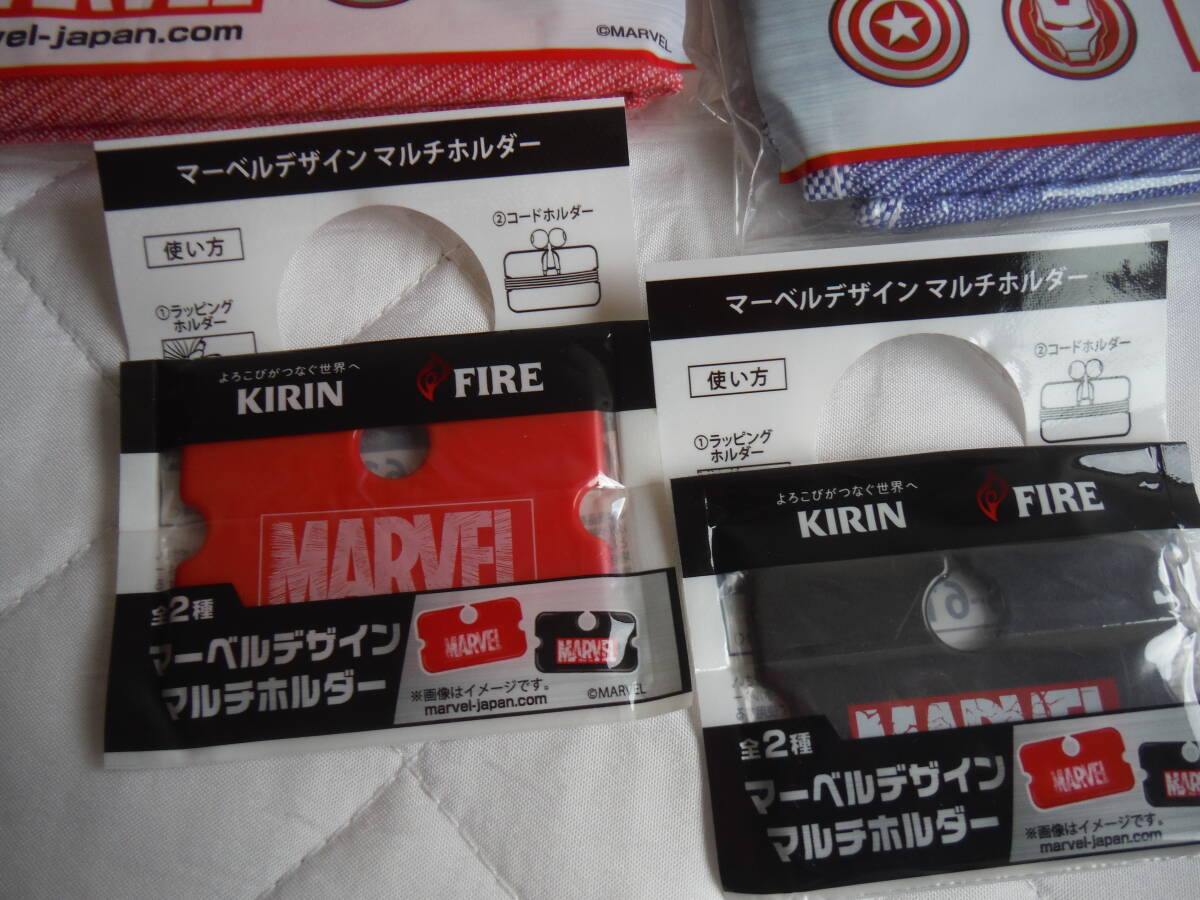 MARVEL
vel-japan.com
©MARVEL
マーベルデザイン マルチホルダー
使い方
②コードホルダー
①ラッピング
ホルダー
よろこびがつなぐ世界へ
KIRIN
FIRE
MARVEL
全2種
マーベルデザイン
マルチホルダー
MARVEL
MARVEL
※画像はイメージです。
marvel-japan.com
©MARVEL
マーベルデザイン マルチホルダー
使い方
②コードホルダー
①ラッピング
ホルダー
よろこびがつなぐ世界へ
KIRIN
FIRE
MARVEL
全2種
マーベルデザイン
マルチホルダー
MARVEL
MAR
※画像はイメージです。
marvel-japan.com